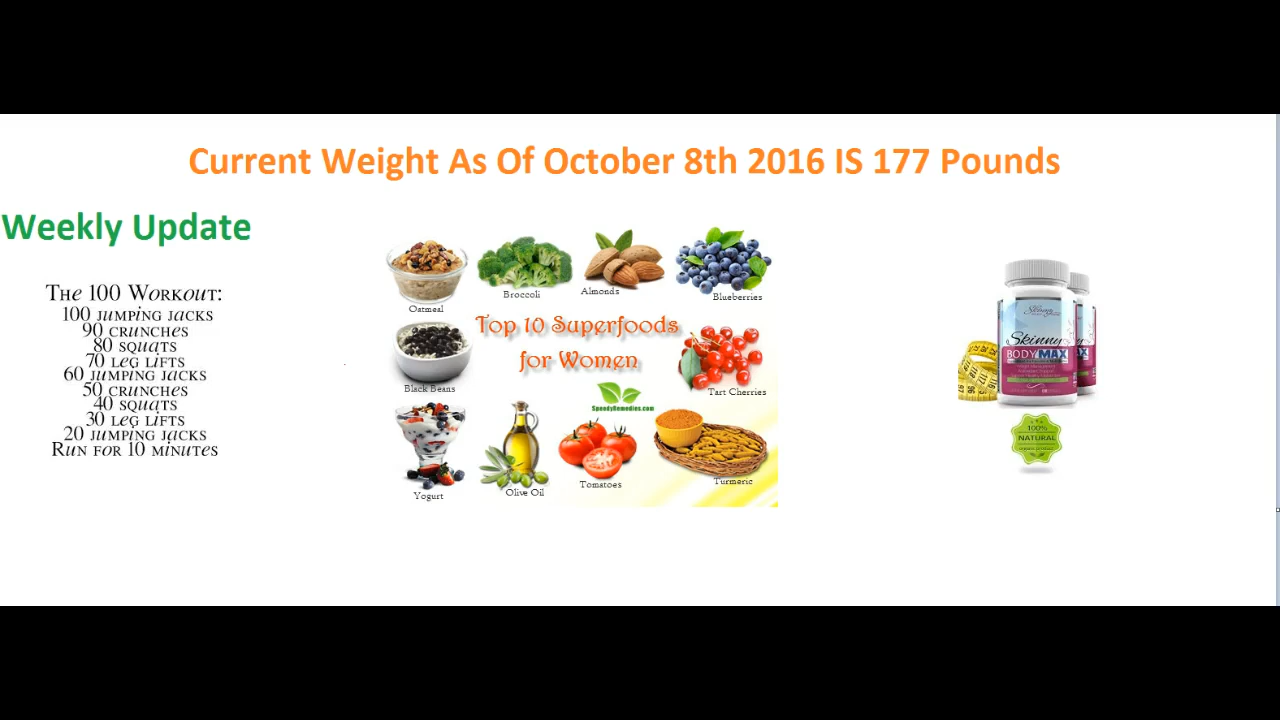 Current Weight As Of October 8th 2016 IS 177 Pounds
Weekly Update
The 100 Workout:
100 jumping jacks
90 crunches
80 squats
70 leg lifts
60 jumping jacks
50 crunches
40 squats
30 leg lifts
20 jumping jacks
Run for 10 minutes
Oatmeal
Broccoli
Almonds
Blueberries
Top 10 Superfoods
for Women
Black Beans
Tart Cherries
SpeedyRemedies.com
Yogurt
Olive Oil
Tomatoes
Turmeric
Skinny
BODY MAX
100%
NATURAL